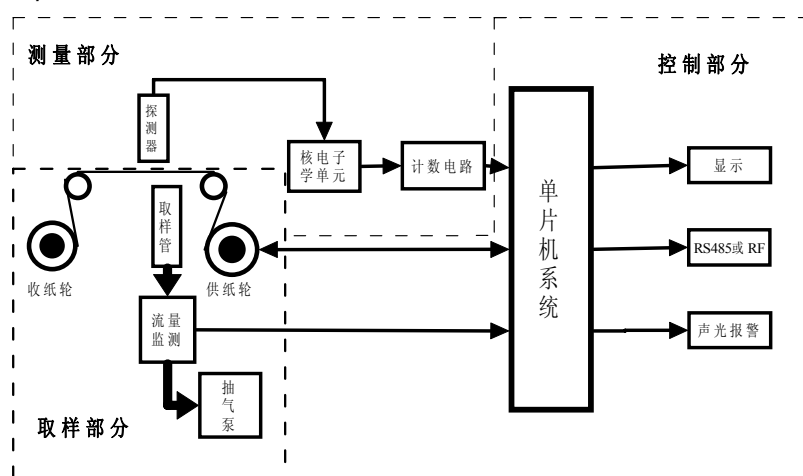 测量部分
控制部分
探
测
器
核电子
学单元
计数电路
显示
取
样
管
单
片
机
系
统
RS485或 RF
收纸轮
供纸轮
流量
监测
声光报警
抽
气
泵
取样部分